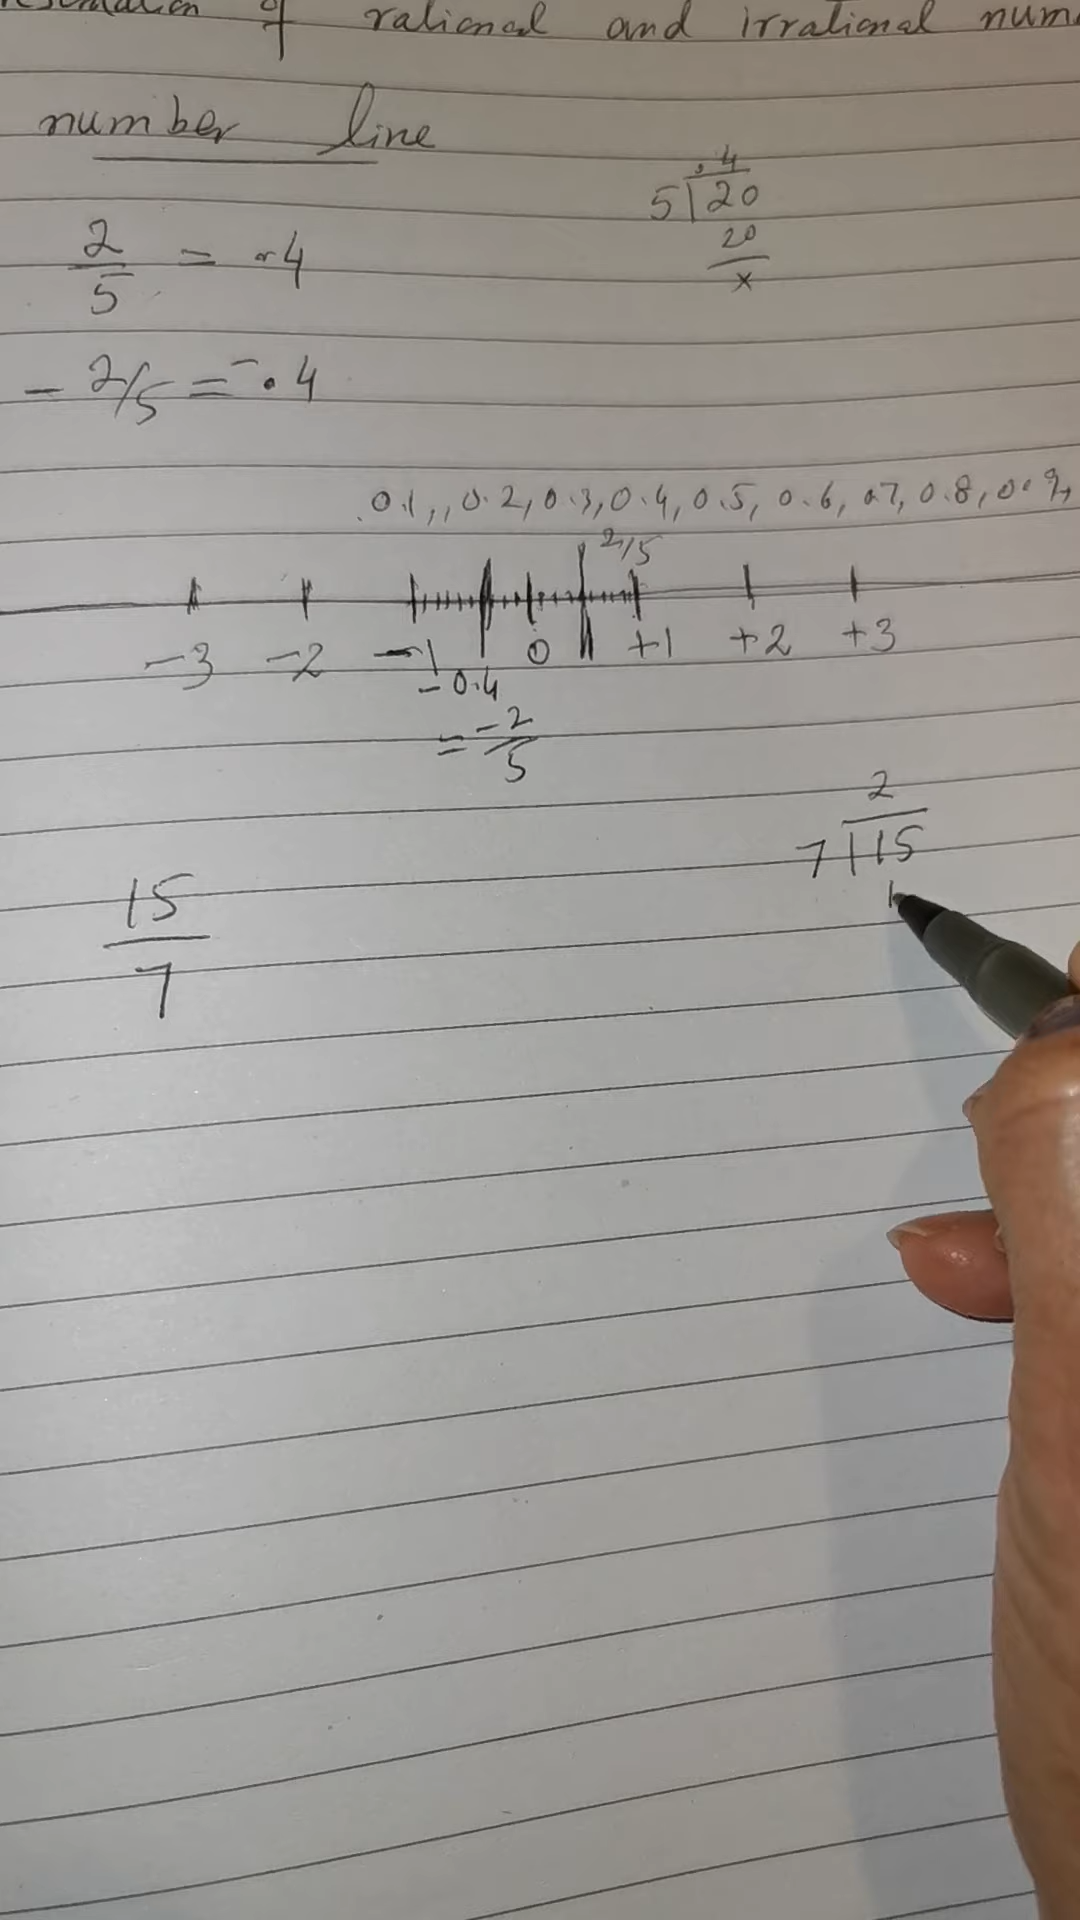 of rational and irrational
number line
.4
5 20
20
x
2
5 = .4
- 2/5 = -.4
0.1,, 0.2, 0.3, 0.4, 0.5, 0.6, 0.7, 0.8, 0.9,
2/5
-3 -2 -1 0 +1 +2 +3
-0.4
= -2
5
2
7 15
1
15
7